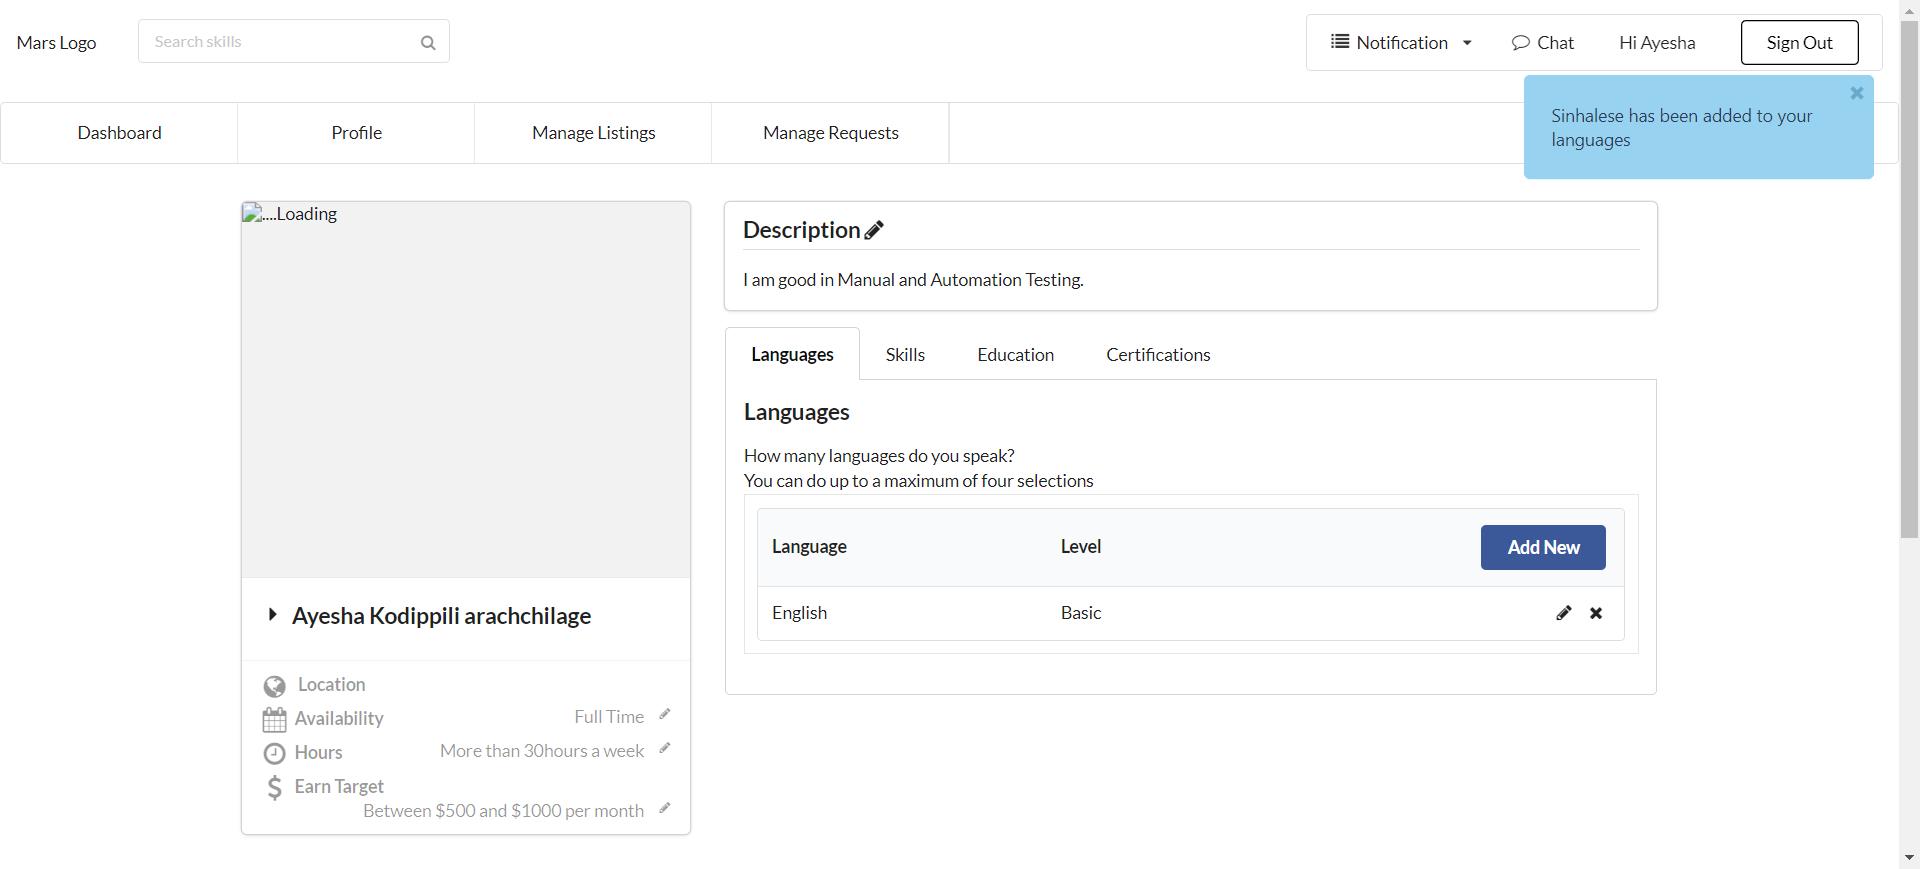 Mars Logo
Search skills
Notification
Chat
Hi Ayesha
Sign Out
Sinhalese has been added to your
languages
Dashboard
Profile
Manage Listings
Manage Requests
....Loading
Description
I am good in Manual and Automation Testing.
Languages
Skills
Education
Certifications
Languages
How many languages do you speak?
You can do up to a maximum of four selections
Language
Level
Add New
English
Basic
Ayesha Kodippili arachchilage
Location
Availability
Full Time
Hours
More than 30hours a week
Earn Target
Between $500 and $1000 per month